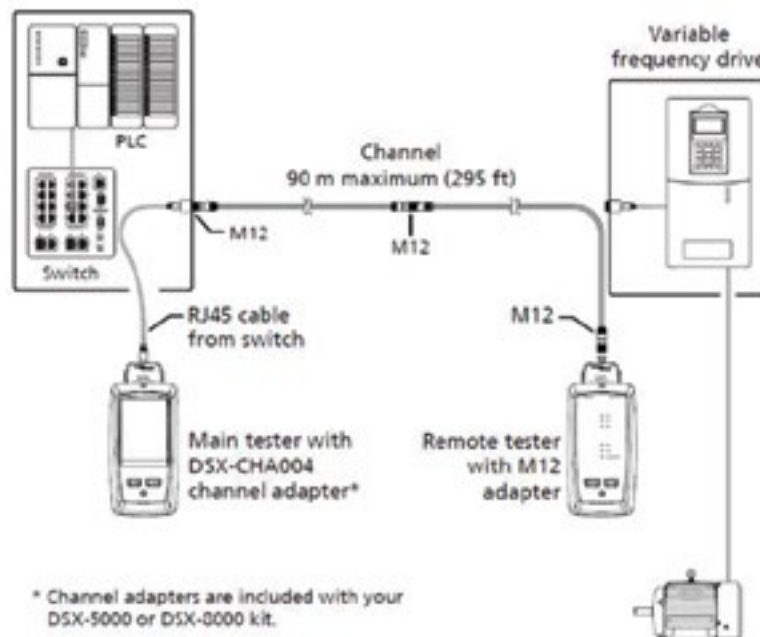 Variable
frequency drive
PLC
Channel
90 m maximum (295 ft)
M12
M12
Switch
RJ45 cable
from switch
M12
Main tester with
DSX-CHA004
channel adapter*
Remote tester
with M12
adapter
* Channel adapters are included with your
DSX-5000 or DSX-8000 kit.